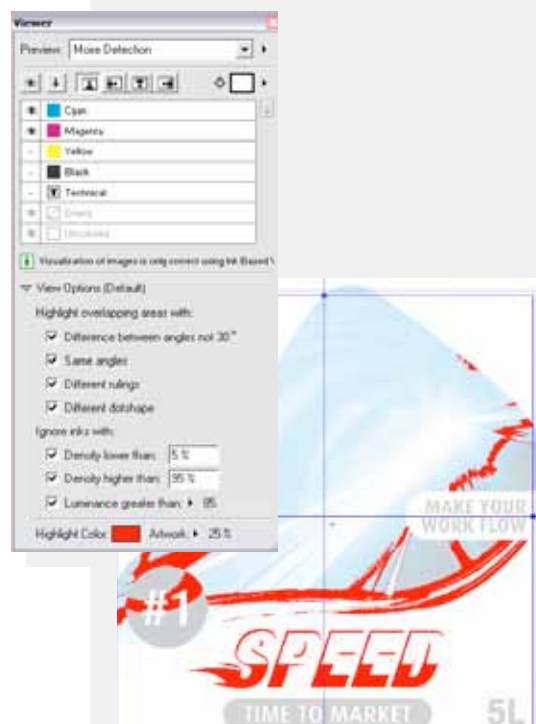 Viewer
Preview: Moire Detection
Cyan
Magenta
Yellow
Black
Technical
Emerg
Uncoated
Visualization of images is only correct using Ink Based V
View Options (Default)
Highlight overlapping areas with:
Difference between angles not 30°
Same angles
Different rulings
Different dotshape
Ignore inks with:
Density lower than: 5 %
Density higher than: 95 %
Luminance greater than: 85
Highlight Color: Artwork: 25 %
MAKE YOUR
WORK FLOW
#1
SPEED
TIME TO MARKET
5L